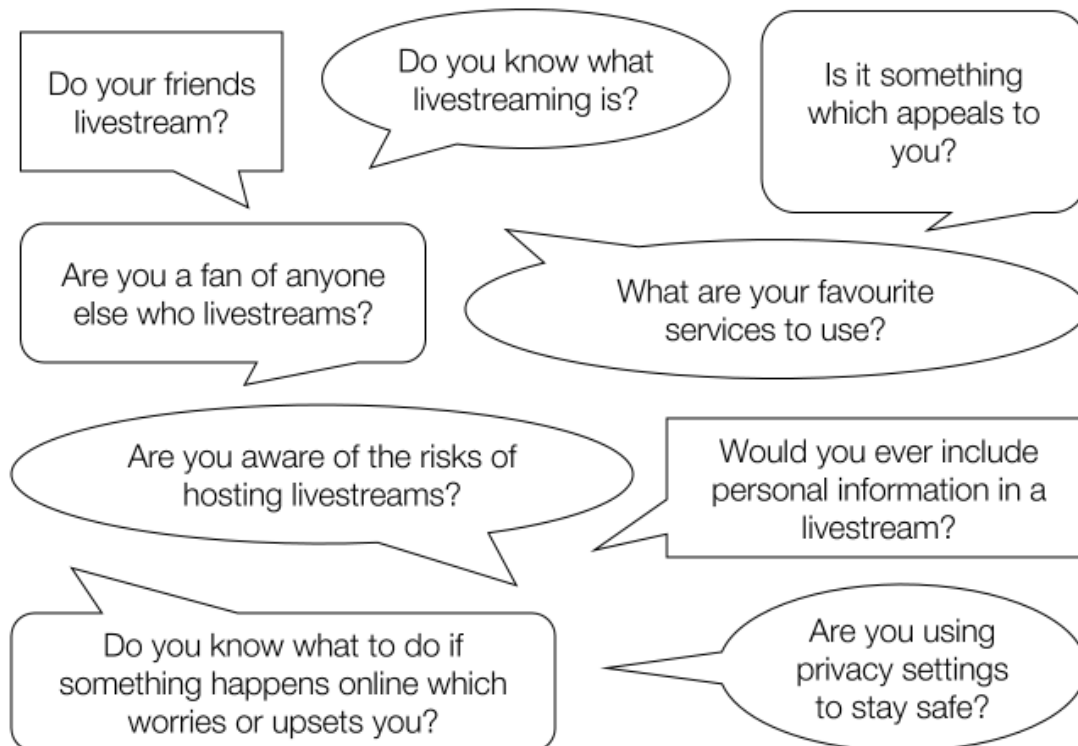 Do your friends
livestream?
Do you know what
livestreaming is?
Is it something
which appeals to
you?
Are you a fan of anyone
else who livestreams?
What are your favourite
services to use?
Are you aware of the risks of
hosting livestreams?
Would you ever include
personal information in a
livestream?
Do you know what to do if
something happens online which
worries or upsets you?
Are you using
privacy settings
to stay safe?